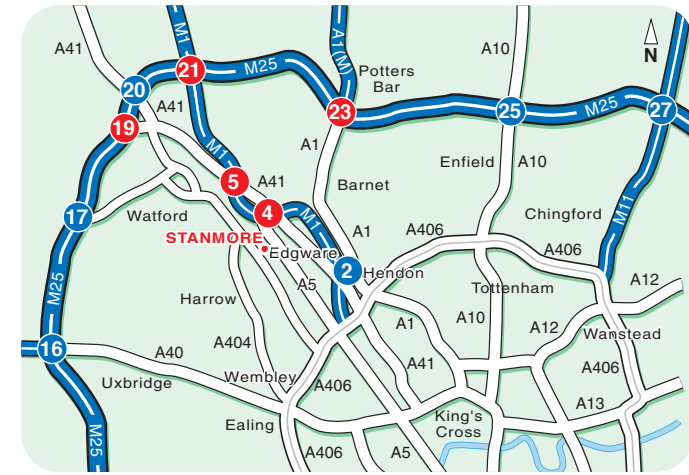 A41
M1
A1(M)
A10
N
21
M25
Potters
Bar
20
A41
19
23
25
M25
27
A1
M1
5
A41
Enfield
A10
Barnet
M11
17
Watford
4
M1
Chingford
STANMORE
Edgware
A1
A406
A406
2
Hendon
M25
Harrow
A5
Tottenham
A12
A404
A1
A10
A12
Wanstead
16
A40
A41
Uxbridge
Wembley
A406
A406
A13
Ealing
King's
Cross
M25
A406
A5